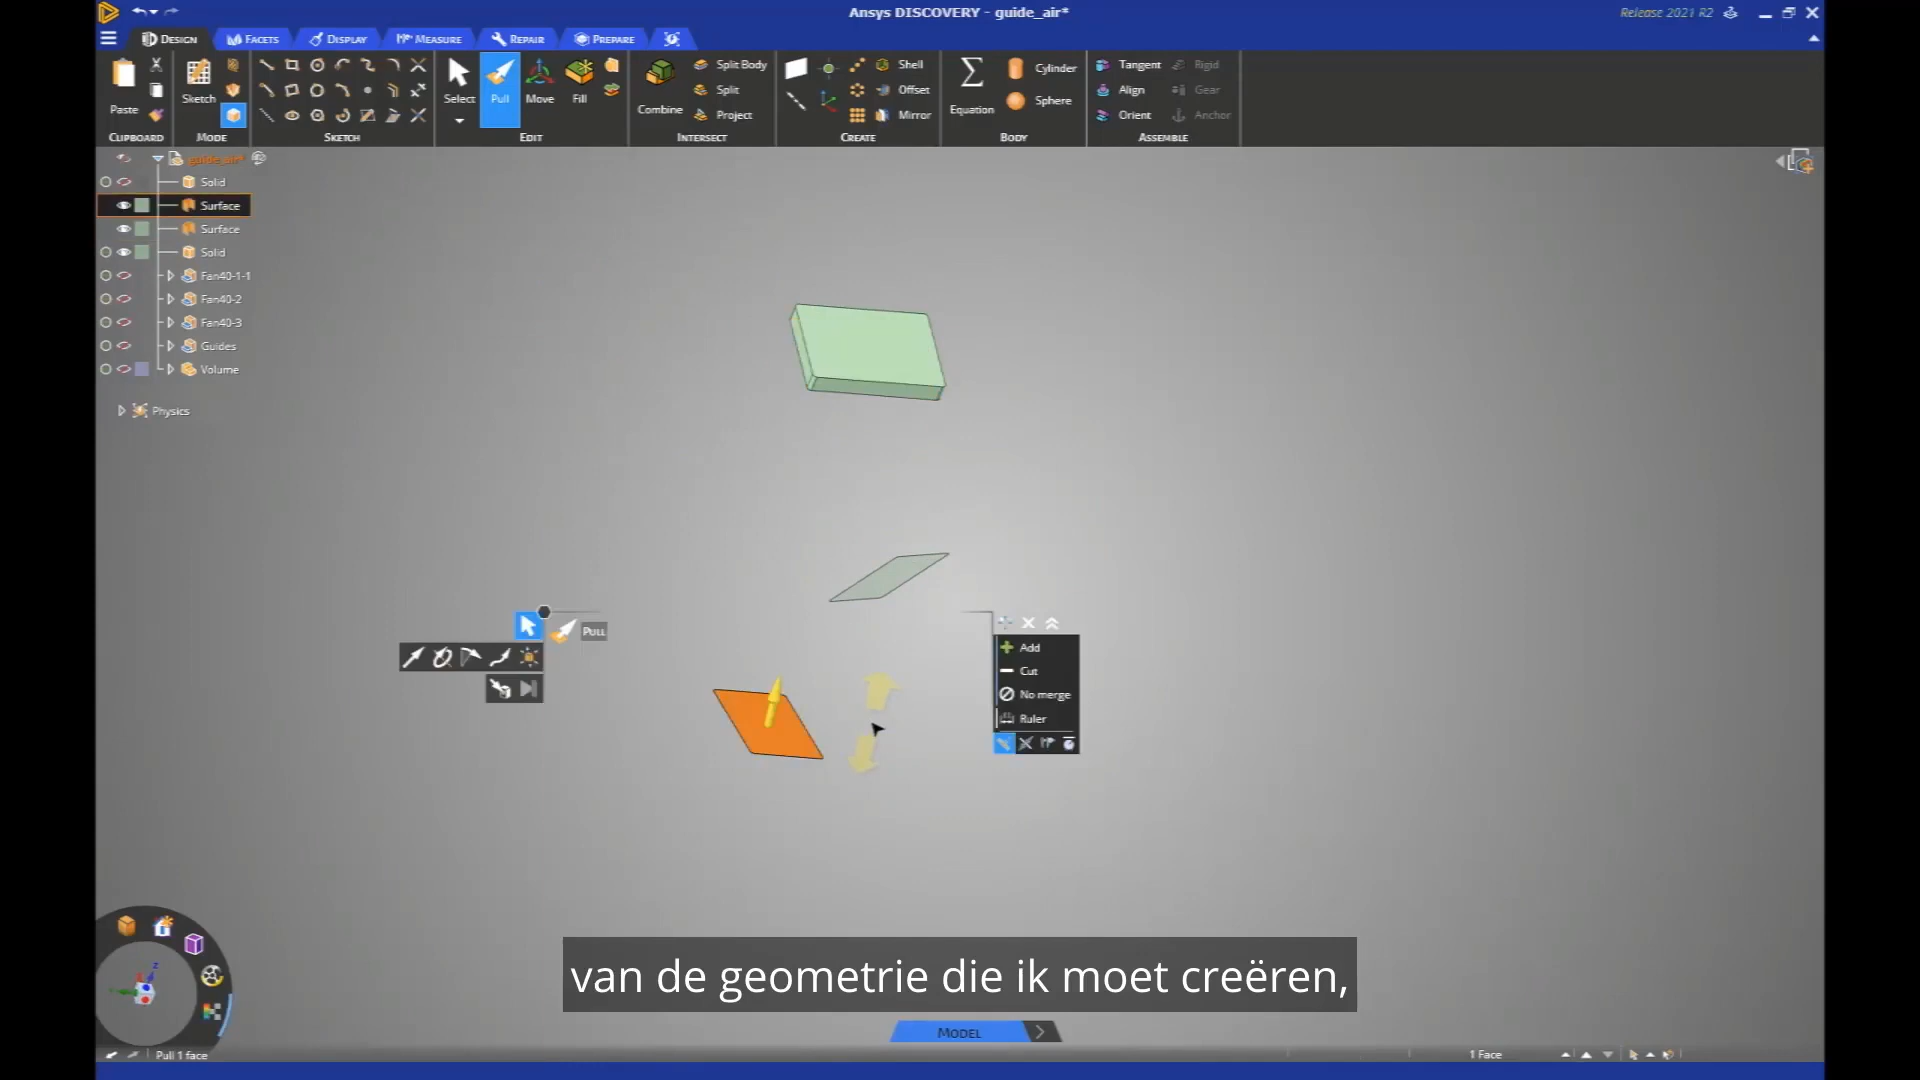 Ansys DISCOVERY - guide_air*
Release 2021 R2
DESIGN
FACETS
DISPLAY
MEASURE
REPAIR
PREPARE
Paste
CLIPBOARD
Sketch
MODE
SKETCH
Select
Pull
Move
Fill
EDIT
Combine
Split Body
Split
Project
INTERSECT
Shell
Offset
Mirror
CREATE
Equation
Cylinder
Sphere
BODY
Tangent
Align
Orient
Rigid
Gear
Anchor
ASSEMBLE
guide_air*
Solid
Surface
Surface
Solid
Fan40-1-1
Fan40-2
Fan40-3
Guides
Volume
Physics
PULL
Add
Cut
No merge
Ruler
van de geometrie die ik moet creëren,
MODEL
Pull 1 face
1 Face